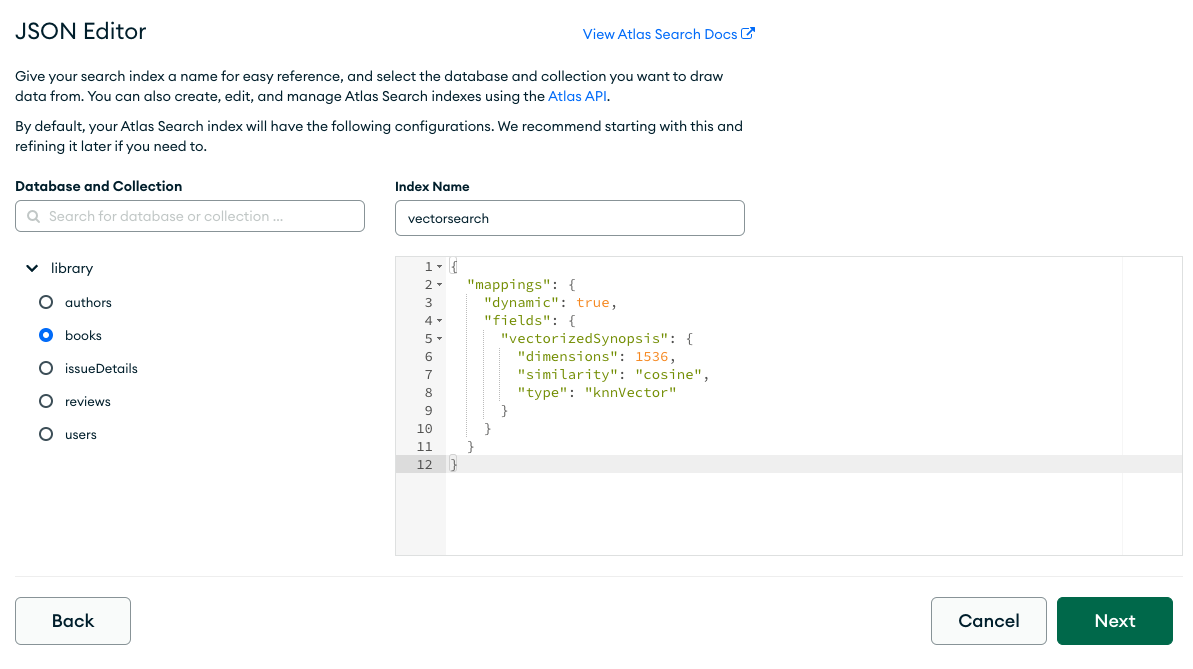 JSON Editor
View Atlas Search Docs
Give your search index a name for easy reference, and select the database and collection you want to draw
data from. You can also create, edit, and manage Atlas Search indexes using the Atlas API.
By default, your Atlas Search index will have the following configurations. We recommend starting with this and
refining it later if you need to.
Database and Collection
Search for database or collection ...
library
authors
books
issueDetails
reviews
users
Index Name
vectorsearch
1 {
2   "mappings": {
3     "dynamic": true,
4     "fields": {
5       "vectorizedSynopsis": {
6         "dimensions": 1536,
7         "similarity": "cosine",
8         "type": "knnVector"
9       }
10     }
11   }
12 }
Back
Cancel
Next